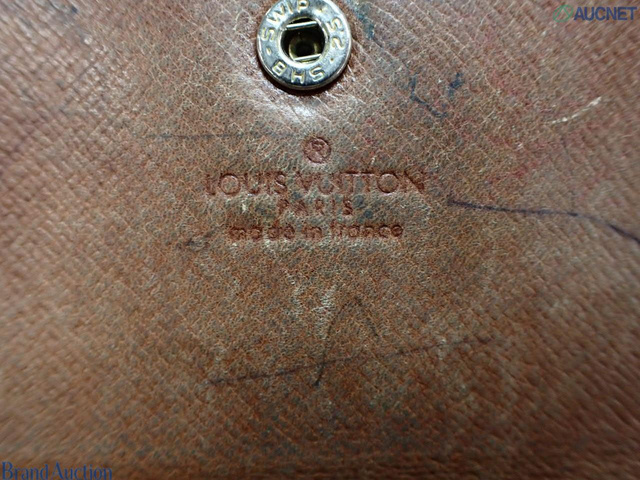 AUCNET
®
LOUIS VUITTON
PARIS
made in france
Brand Auction